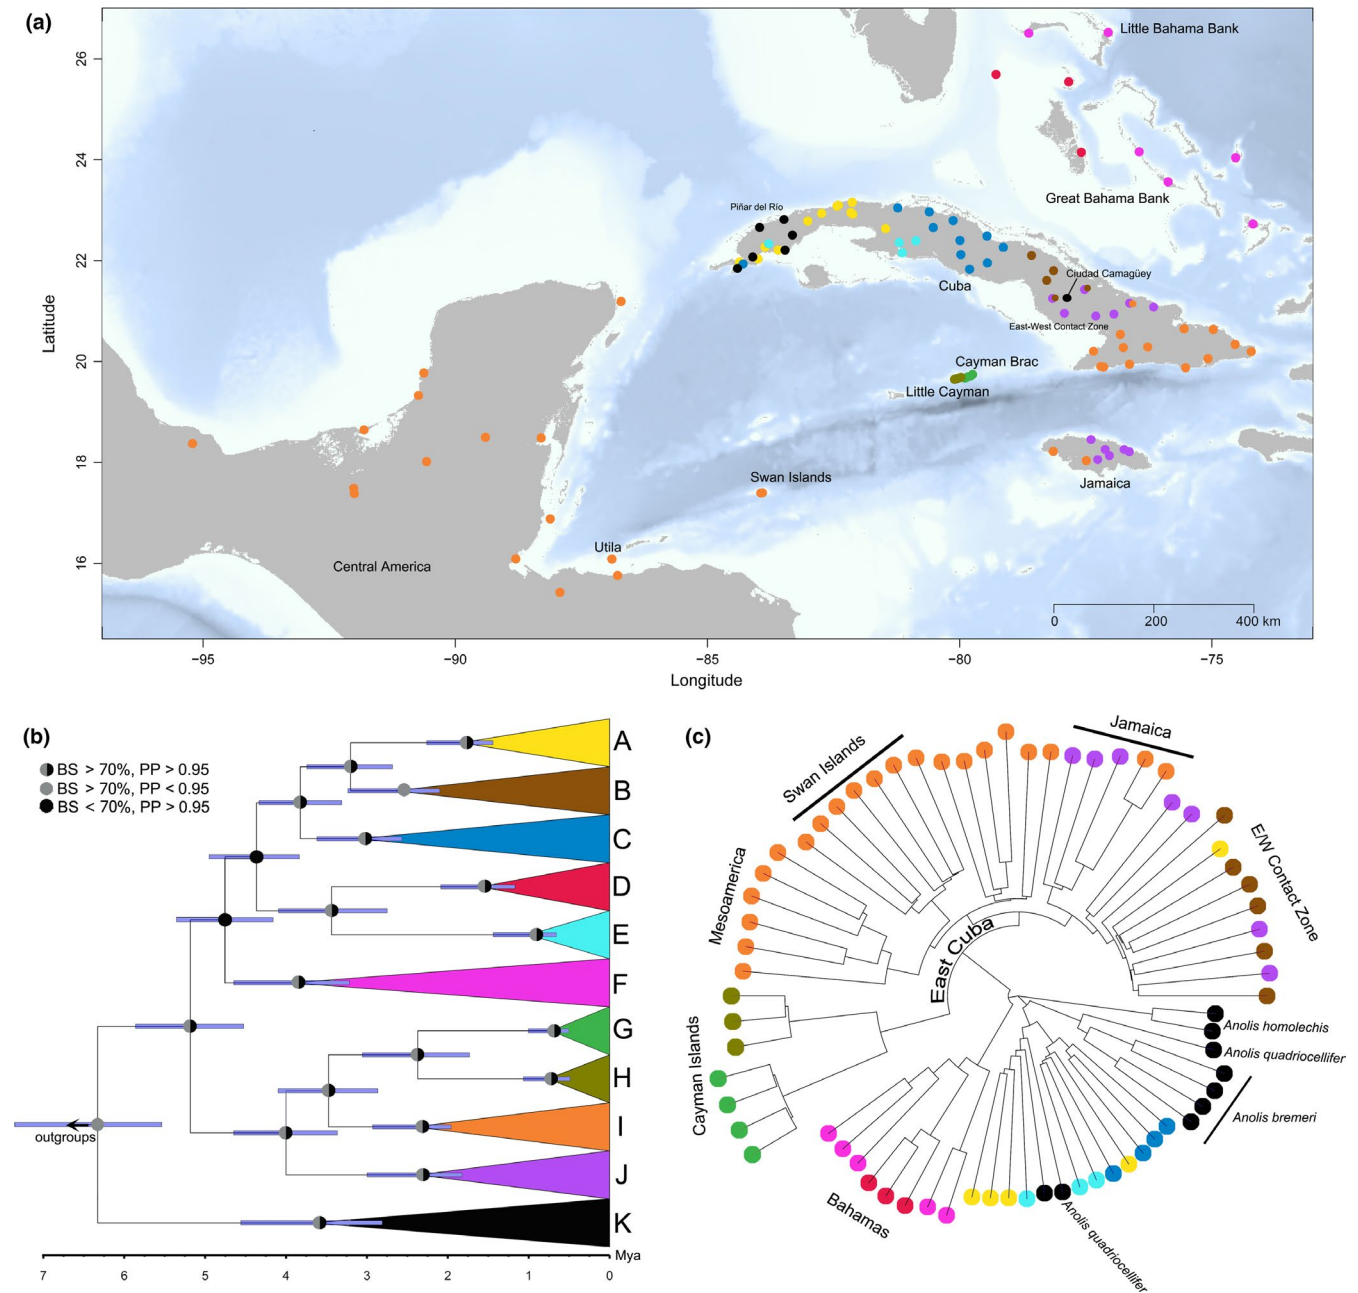 (a)
26
24
22
20
18
16
Latitude
Little Bahama Bank
Great Bahama Bank
Piñar del Río
Cuba
Ciudad Camagüey
East-West Contact Zone
Cayman Brac
Little Cayman
Swan Islands
Jamaica
Utila
Central America
0 200 400 km
−95 −90 −85 −80 −75
Longitude
(b)
BS > 70%, PP > 0.95
BS > 70%, PP < 0.95
BS < 70%, PP > 0.95
A
B
C
D
E
F
G
H
I
J
K
outgroups
Mya
7 6 5 4 3 2 1 0
(c)
Jamaica
Swan Islands
E/W Contact Zone
Mesoamerica
East Cuba
Cayman Islands
Anolis homolechis
Anolis quadriocellifer
Anolis bremeri
Bahamas
Anolis quadriocellifer